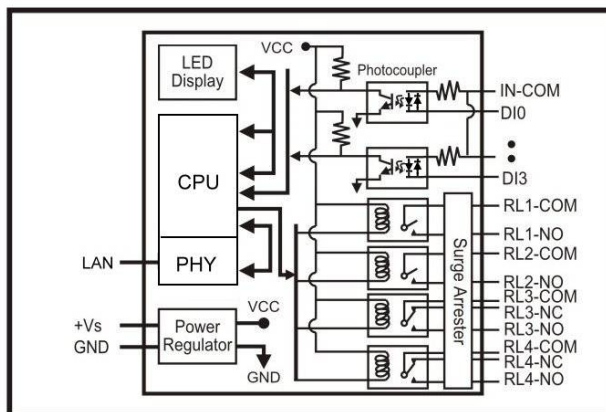 LED
Display
VCC
Photocoupler
IN-COM
DI0
DI3
CPU
PHY
LAN
RL1-COM
RL1-NO
RL2-COM
RL2-NO
RL3-COM
RL3-NC
RL3-NO
RL4-COM
RL4-NC
RL4-NO
Surge Arrester
+Vs
GND
Power
Regulator
VCC
GND